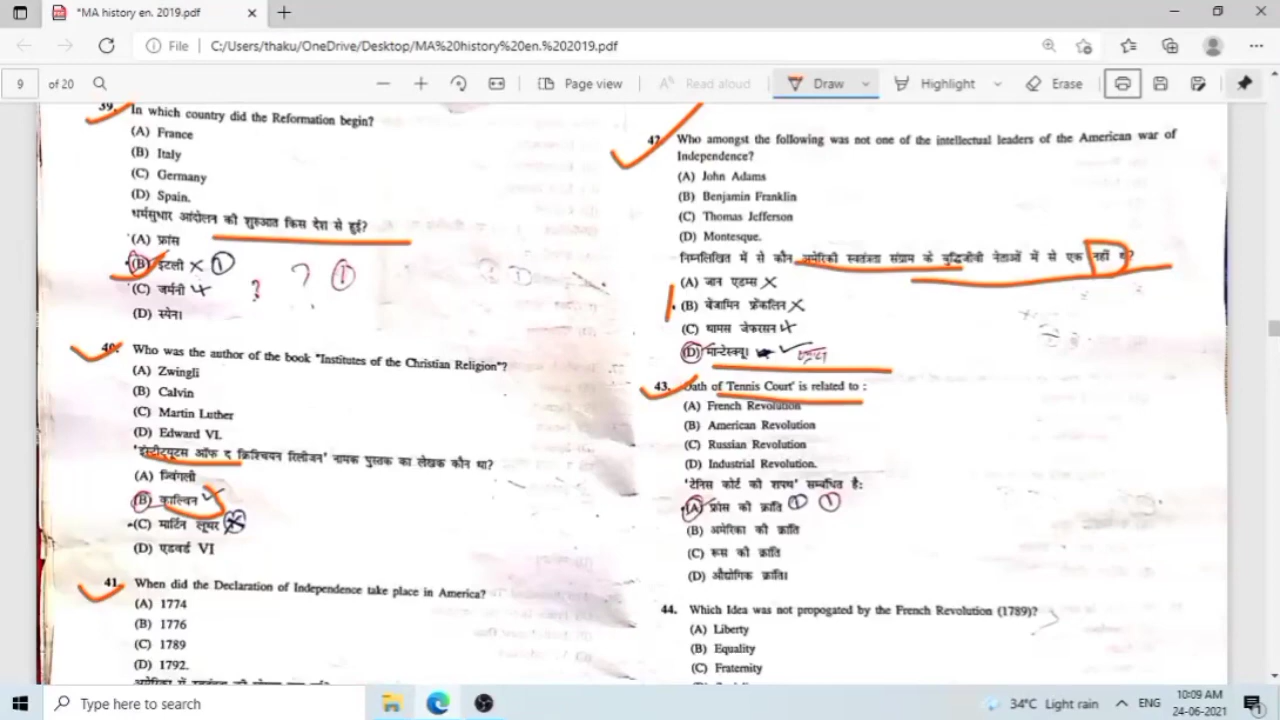 *MA history en. 2019.pdf
File
C:/Users/thaku/OneDrive/Desktop/MA%20history%20en.%202019.pdf
9 of 20
Page view
Read aloud
Draw
Highlight
Erase
39. In which country did the Reformation begin?
(A) France
(B) Italy
(C) Germany
(D) Spain.
धर्मसुधार आंदोलन की शुरुआत किस देश से हुई?
(A) फ्रांस
(B) इटली × 1
(C) जर्मनी ? ? 1
(D) स्पेन।
40. Who was the author of the book "Institutes of the Christian Religion"?
(A) Zwingli
(B) Calvin
(C) Martin Luther
(D) Edward VI.
'इंस्टीट्यूटस ऑफ द क्रिश्चियन रिलीजन' नामक पुस्तक का लेखक कौन था?
(A) ज्विंगली
(B) काल्विन
(C) मार्टिन लूथर
(D) एडवर्ड VI
41. When did the Declaration of Independence take place in America?
(A) 1774
(B) 1776
(C) 1789
(D) 1792.
42. Who amongst the following was not one of the intellectual leaders of the American war of
Independence?
(A) John Adams
(B) Benjamin Franklin
(C) Thomas Jefferson
(D) Montesque.
निम्नलिखित में से कौन अमेरिकी स्वतंत्रता संग्राम के बुद्धिजीवी नेताओं में से एक नहीं है?
(A) जान एडम्स ×
(B) बेंजामिन फ्रेंकलिन ×
(C) थामस जेफरसन
(D) मान्टेस्क्यू।
43. Oath of Tennis Court' is related to :
(A) French Revolution
(B) American Revolution
(C) Russian Revolution
(D) Industrial Revolution.
'टेनिस कोर्ट की शपथ' सम्बंधित है:
(A) फ्रांस की क्रांति 1 1
(B) अमेरिका की क्रांति
(C) रूस की क्रांति
(D) औद्योगिक क्रांति।
44. Which Idea was not propogated by the French Revolution (1789)?
(A) Liberty
(B) Equality
(C) Fraternity
Type here to search
34°C Light rain
ENG
10:09 AM
24-06-2021
1